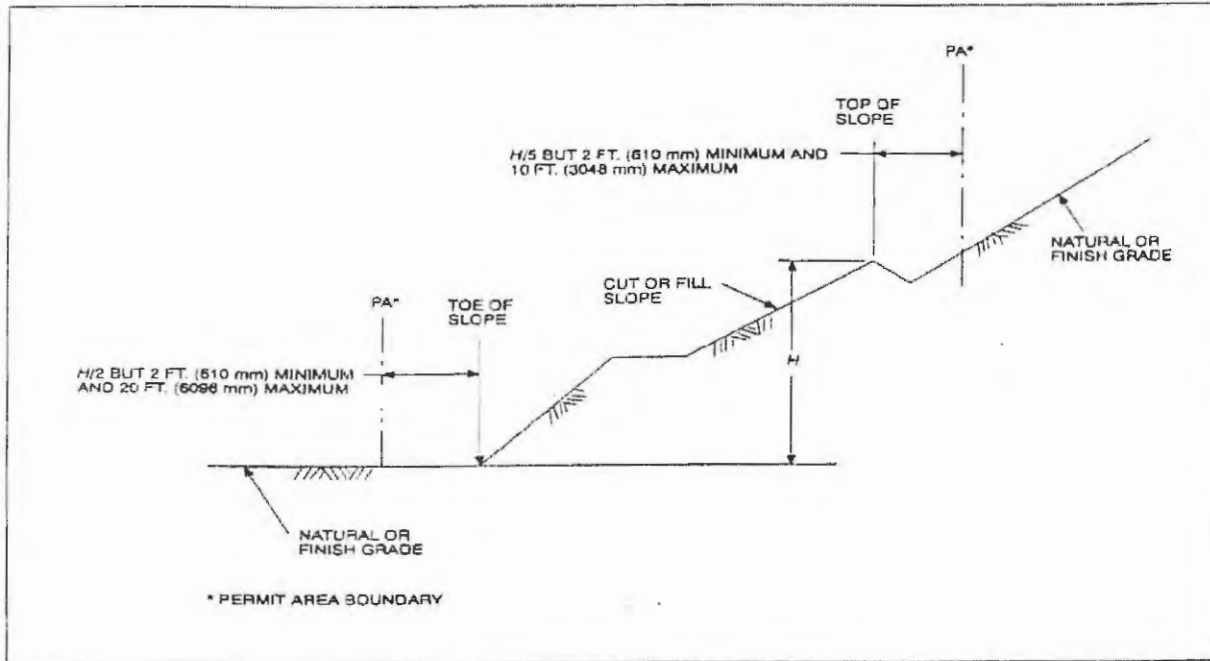 PA*
TOP OF
SLOPE
H/5 BUT 2 FT. (610 mm) MINIMUM AND
10 FT. (3048 mm) MAXIMUM
NATURAL OR
FINISH GRADE
CUT OR FILL
SLOPE
PA*
TOE OF
SLOPE
H/2 BUT 2 FT. (610 mm) MINIMUM
AND 20 FT. (6096 mm) MAXIMUM
H
NATURAL OR
FINISH GRADE
* PERMIT AREA BOUNDARY